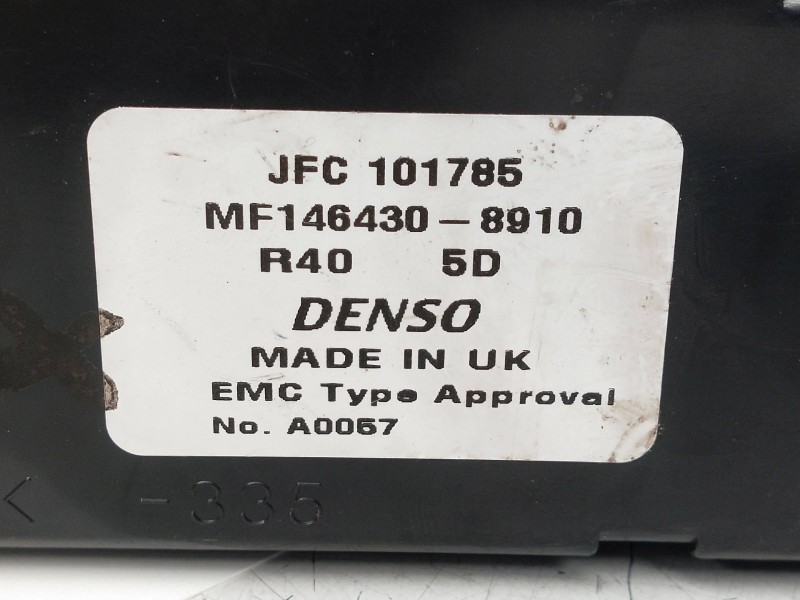 JFC 101785
MF146430-8910
R40 5D
DENSO
MADE IN UK
EMC Type Approval
No. A0057
< -335